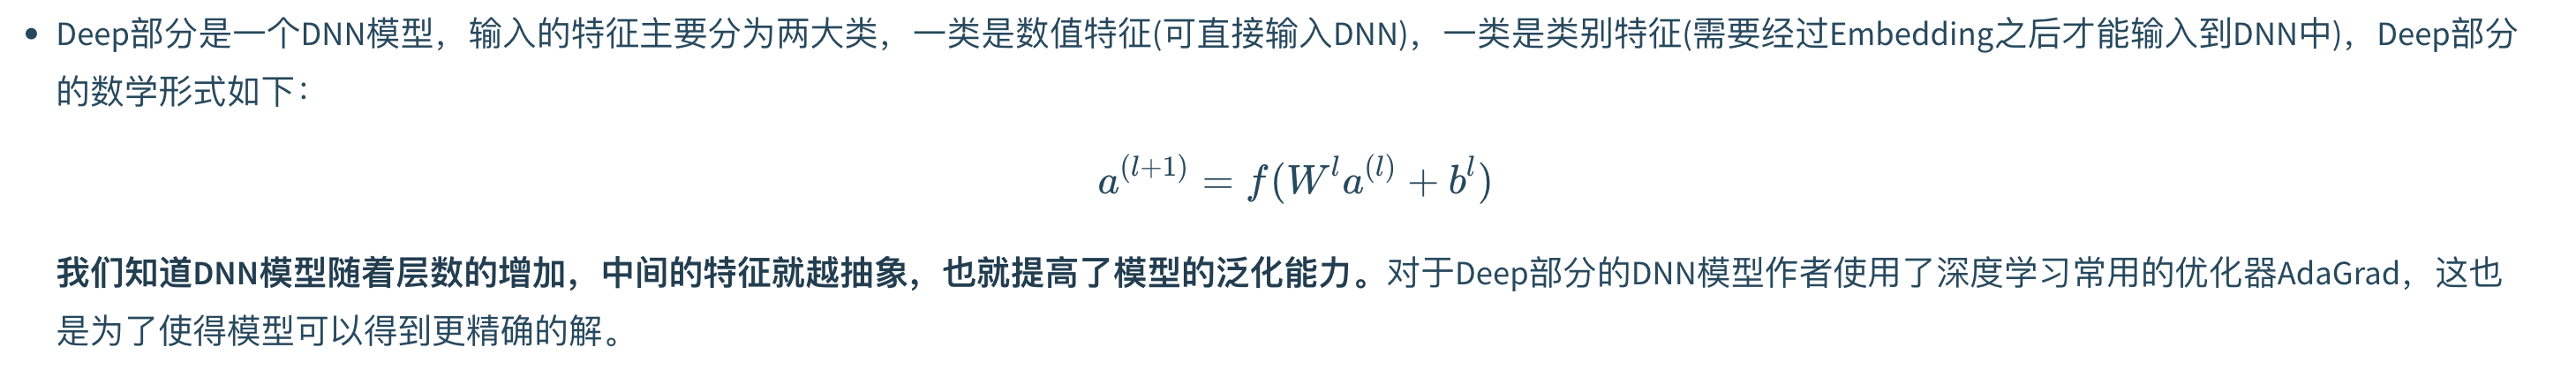 • Deep部分是一个DNN模型，输入的特征主要分为两大类，一类是数值特征(可直接输入DNN)，一类是类别特征(需要经过Embedding之后才能输入到DNN中)，Deep部分
的数学形式如下：
$a^{(l+1)} = f(W^{l}a^{(l)} + b^{l})$
我们知道DNN模型随着层数的增加，中间的特征就越抽象，也就提高了模型的泛化能力。对于Deep部分的DNN模型作者使用了深度学习常用的优化器AdaGrad，这也
是为了使得模型可以得到更精确的解。